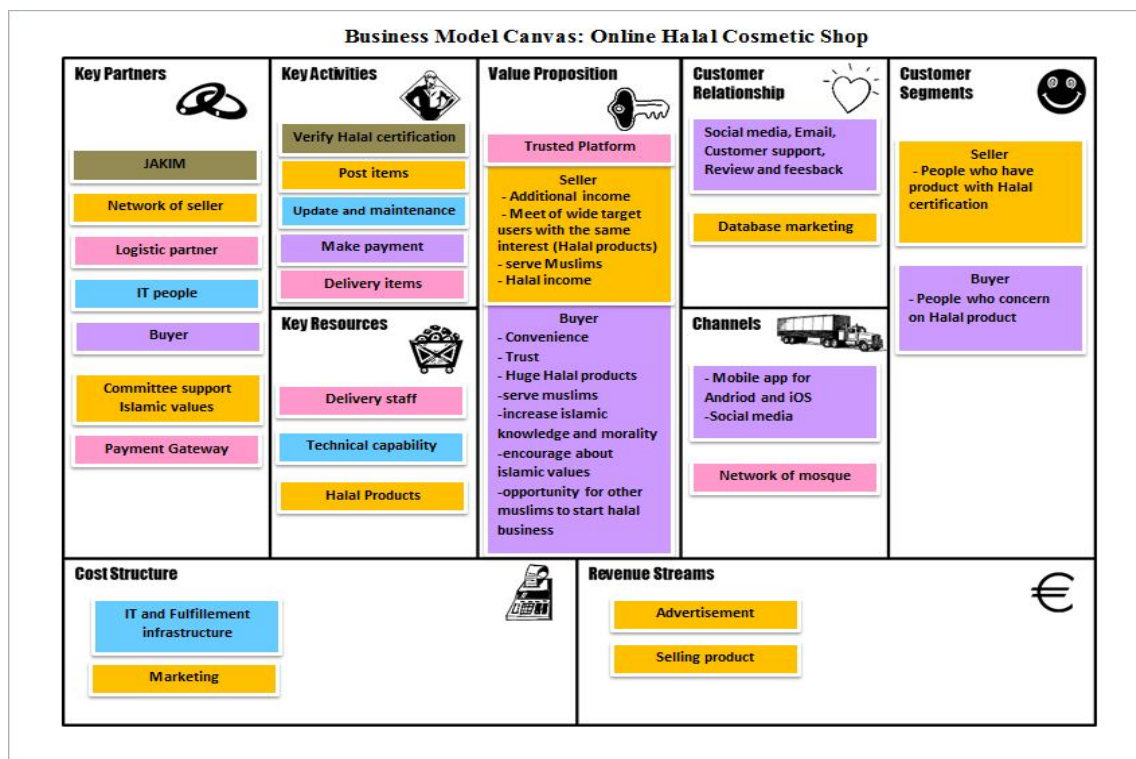 Business Model Canvas: Online Halal Cosmetic Shop
Key Partners
JAKIM
Network of seller
Logistic partner
IT people
Buyer
Committee support
Islamic values
Payment Gateway
Key Activities
Verify Halal certification
Post items
Update and maintenance
Make payment
Delivery items
Key Resources
Delivery staff
Technical capability
Halal Products
Value Proposition
Trusted Platform
Seller
- Additional income
- Meet of wide target
users with the same
interest (Halal products)
- serve Muslims
- Halal income
Buyer
- Convenience
- Trust
- Huge Halal products
-serve muslims
-increase islamic
knowledge and morality
-encourage about
islamic values
-opportunity for other
muslims to start halal
business
Customer
Relationship
Social media, Email,
Customer support,
Review and feesback
Database marketing
Channels
- Mobile app for
Andriod and iOS
-Social media
Network of mosque
Customer
Segments
Seller
- People who have
product with Halal
certification
Buyer
- People who concern
on Halal product
Cost Structure
IT and Fulfillement
infrastructure
Marketing
Revenue Streams
€
Advertisement
Selling product